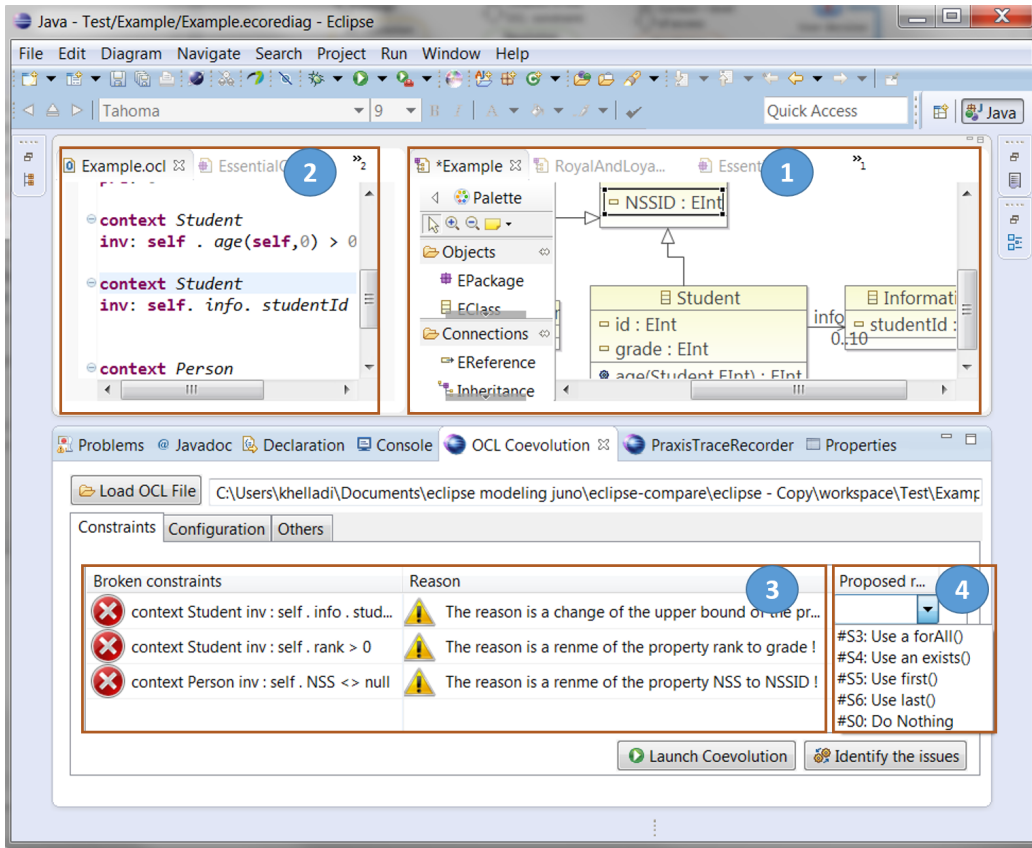 Java - Test/Example/Example.ecorediag - Eclipse
File Edit Diagram Navigate Search Project Run Window Help
Tahoma 9 B I A Quick Access Java
Example.ocl 2 »2
context Student
inv: self . age(self,0) > 0
context Student
inv: self. info. studentId
context Person
*Example RoyalAndLoya... Essent 1 »1
Palette
Objects
EPackage
EClass
Connections
EReference
Inheritance
NSSID : EInt
Student
id : EInt
grade : EInt
age(Student,EInt) : EInt
info
0..10
Informati
studentId :
Problems @ Javadoc Declaration Console OCL Coevolution PraxisTraceRecorder Properties
Load OCL File C:\Users\khelladi\Documents\eclipse modeling juno\eclipse-compare\eclipse - Copy\workspace\Test\Examp
Constraints Configuration Others
Broken constraints Reason 3 Proposed r... 4
context Student inv : self . info . stud... The reason is a change of the upper bound of the pr...
context Student inv : self . rank > 0 The reason is a renme of the property rank to grade !
context Person inv : self . NSS <> null The reason is a renme of the property NSS to NSSID !
#S3: Use a forAll()
#S4: Use an exists()
#S5: Use first()
#S6: Use last()
#S0: Do Nothing
Launch Coevolution Identify the issues